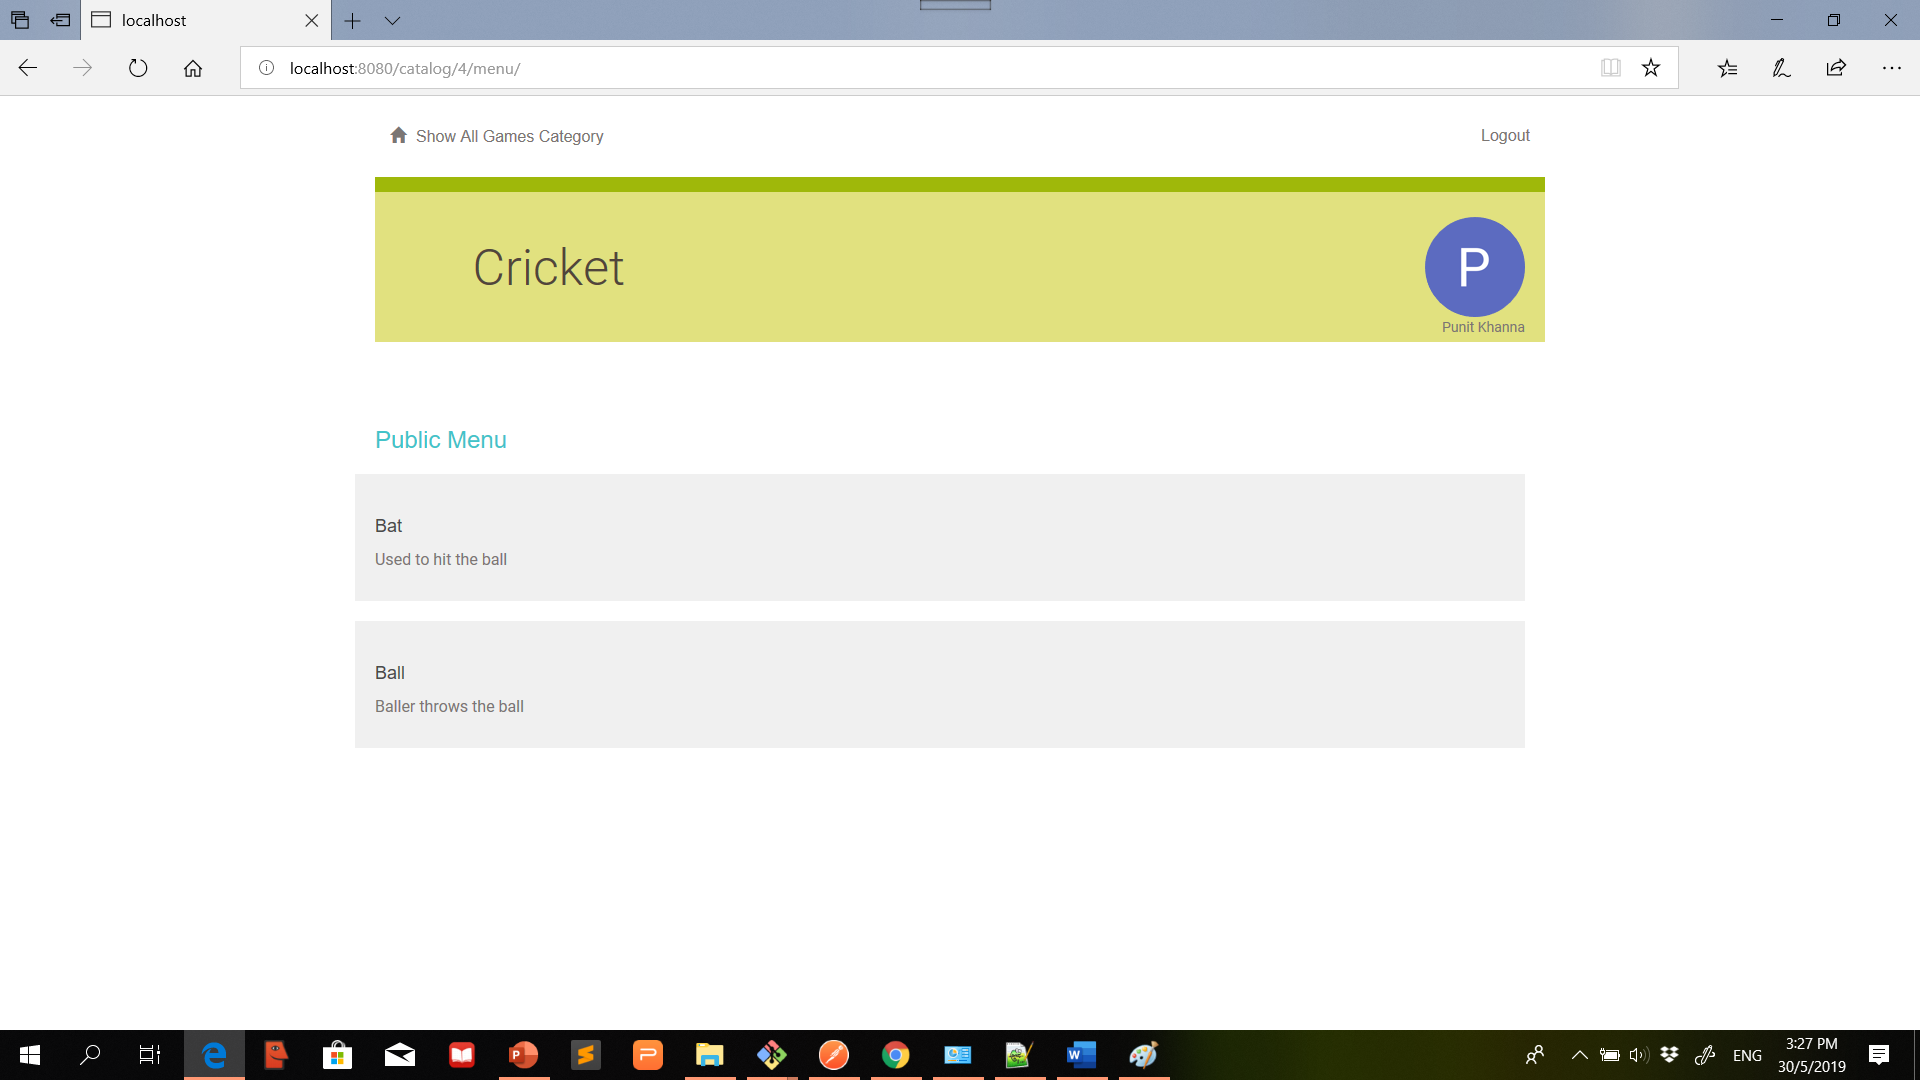 localhost
localhost:8080/catalog/4/menu/
Show All Games Category
Logout
Cricket
P
Punit Khanna
Public Menu
Bat
Used to hit the ball
Ball
Baller throws the ball
ENG
3:27 PM
30/5/2019